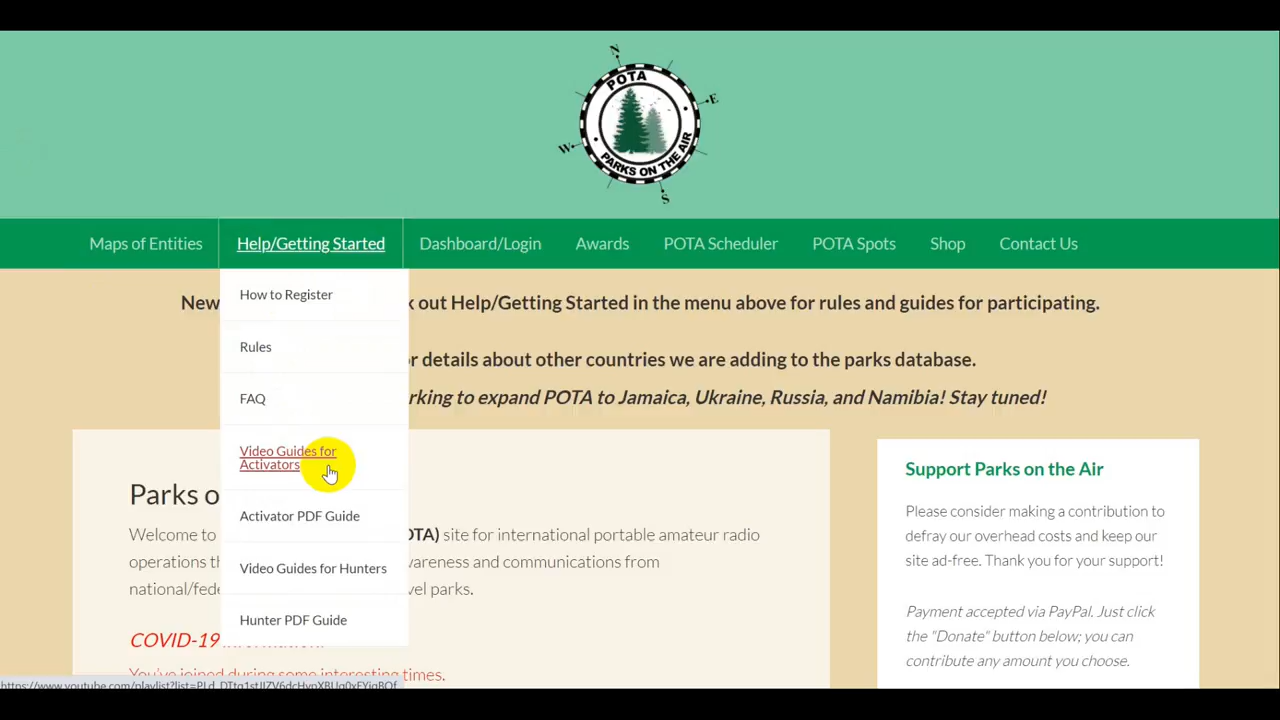 N
POTA
E
W
PARKS ON THE AIR
S
Maps of Entities Help/Getting Started Dashboard/Login Awards POTA Scheduler POTA Spots Shop Contact Us
How to Register
Rules
FAQ
Video Guides for
Activators
Activator PDF Guide
Video Guides for Hunters
Hunter PDF Guide
New k out Help/Getting Started in the menu above for rules and guides for participating.
r details about other countries we are adding to the parks database.
rking to expand POTA to Jamaica, Ukraine, Russia, and Namibia! Stay tuned!
Parks o
Welcome to OTA) site for international portable amateur radio
operations th wareness and communications from
national/fede vel parks.
COVID-19
You've joined during some interesting times.
Support Parks on the Air
Please consider making a contribution to
defray our overhead costs and keep our
site ad-free. Thank you for your support!
Payment accepted via PayPal. Just click
the "Donate" button below; you can
contribute any amount you choose.